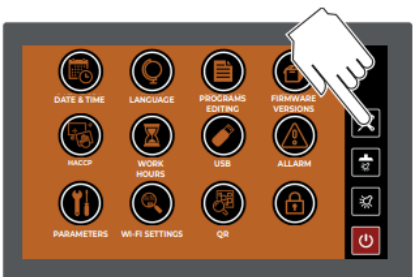 DATE & TIME
LANGUAGE
PROGRAMS
EDITING
FIRMWARE
VERSIONS
HACCP
WORK
HOURS
USB
ALLARM
PARAMETERS
WI-FI SETTINGS
QR